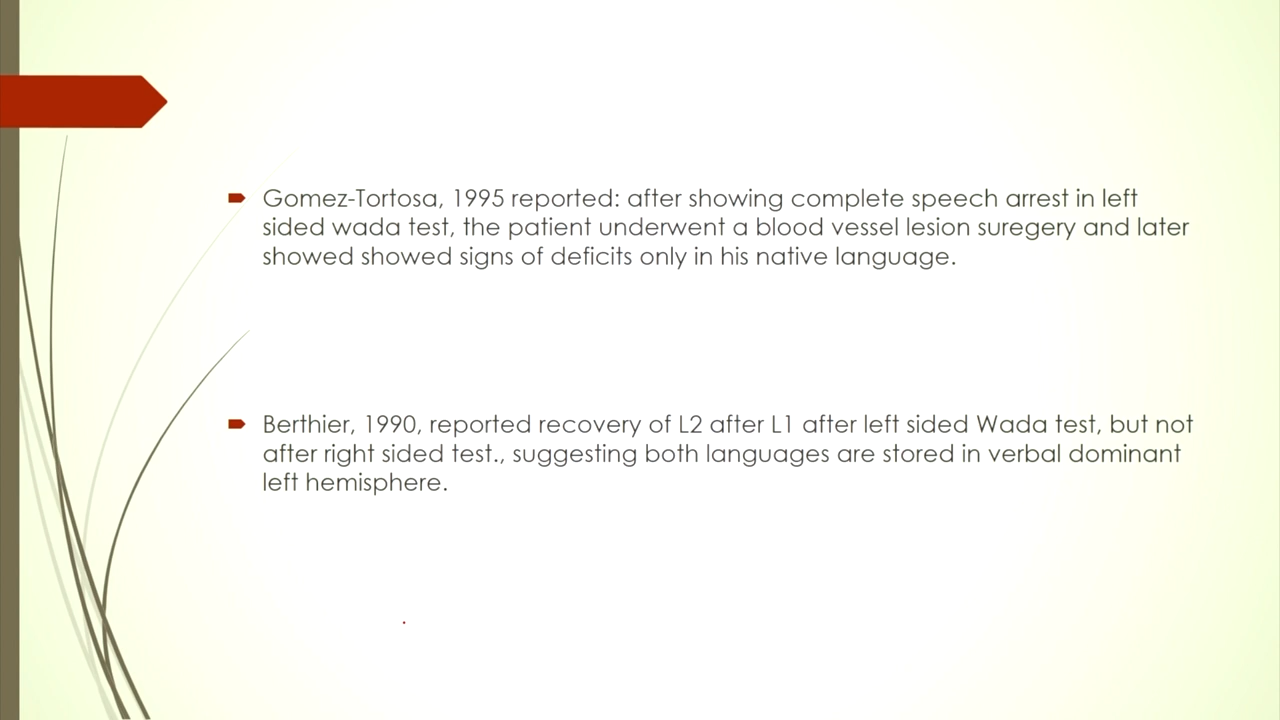 Gomez-Tortosa, 1995 reported: after showing complete speech arrest in left
sided wada test, the patient underwent a blood vessel lesion suregery and later
showed showed signs of deficits only in his native language.
Berthier, 1990, reported recovery of L2 after L1 after left sided Wada test, but not
after right sided test., suggesting both languages are stored in verbal dominant
left hemisphere.